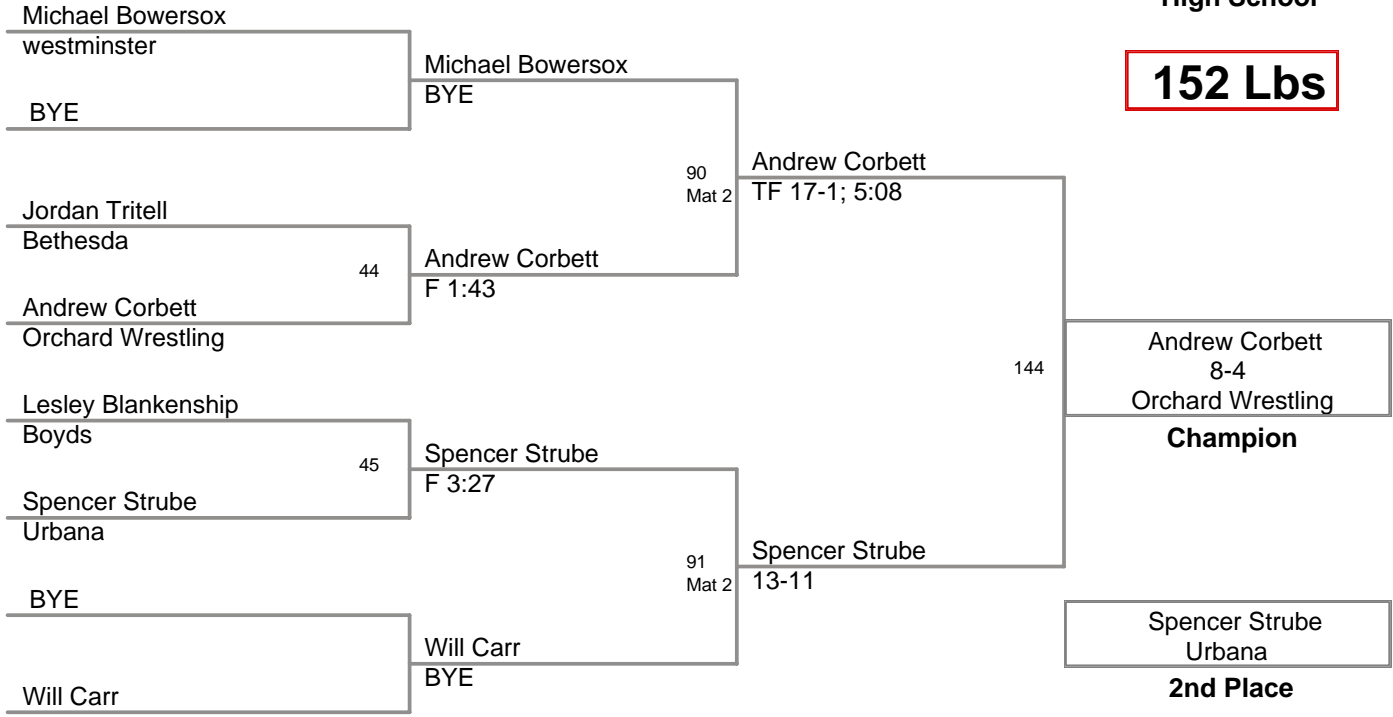 High School
152 Lbs
Michael Bowersox
westminster
BYE
Michael Bowersox
BYE
Jordan Tritell
Bethesda
44
Andrew Corbett
Orchard Wrestling
Andrew Corbett
F 1:43
90
Mat 2
Andrew Corbett
TF 17-1; 5:08
Lesley Blankenship
Boyds
45
Spencer Strube
Urbana
Spencer Strube
F 3:27
BYE
Will Carr
Will Carr
BYE
91
Mat 2
Spencer Strube
13-11
144
Andrew Corbett
8-4
Orchard Wrestling
Champion
Spencer Strube
Urbana
2nd Place